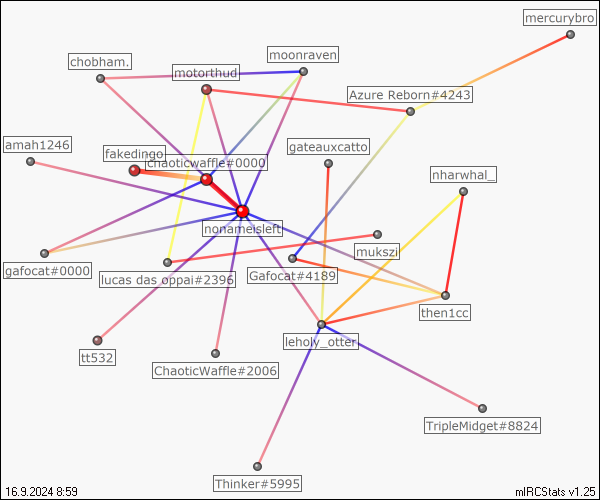 mercurybro
moonraven
chobham.
motorthud
Azure Reborn#4243
amah1246
gateauxcatto
fakedingo
chaoticwaffle#0000
nharwhal_
nonameisleft
mukszi
gafocat#0000
lucas das oppai#2396
Gafocat#4189
then1cc
leholy_otter
tt532
ChaoticWaffle#2006
TripleMidget#8824
Thinker#5995
16.9.2024 8:59
mIRCStats v1.25